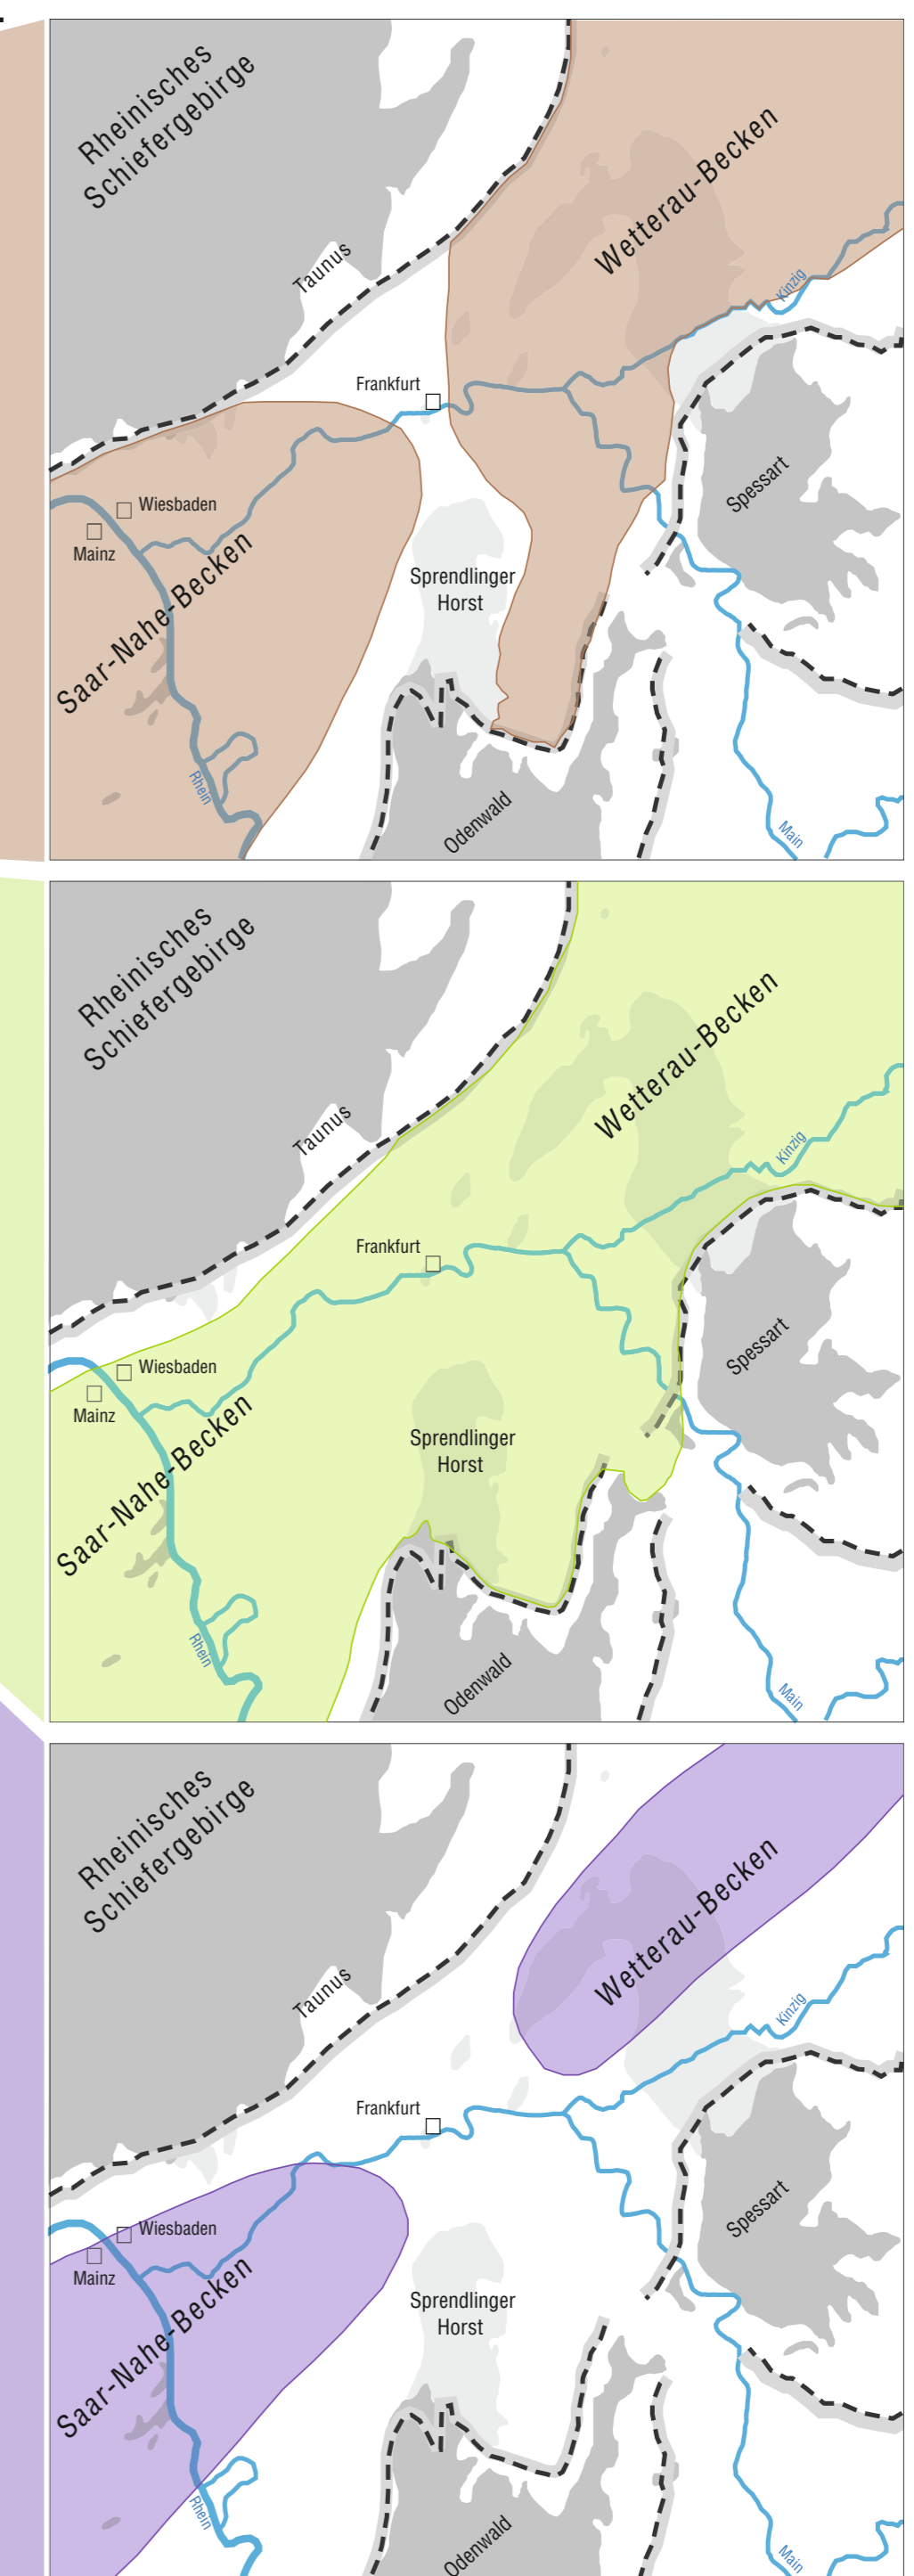 Rheinisches
Schiefergebirge
Wetterau-Becken
Taunus
Kinzig
Frankfurt
Spessart
Wiesbaden
Mainz
Sprendlinger
Horst
Saar-Nahe-Becken
Rhein
Odenwald
Main
Rheinisches
Schiefergebirge
Wetterau-Becken
Taunus
Kinzig
Frankfurt
Spessart
Wiesbaden
Mainz
Sprendlinger
Horst
Saar-Nahe-Becken
Rhein
Odenwald
Main
Rheinisches
Schiefergebirge
Wetterau-Becken
Taunus
Kinzig
Frankfurt
Spessart
Wiesbaden
Mainz
Sprendlinger
Horst
Saar-Nahe-Becken
Rhein
Odenwald
Main